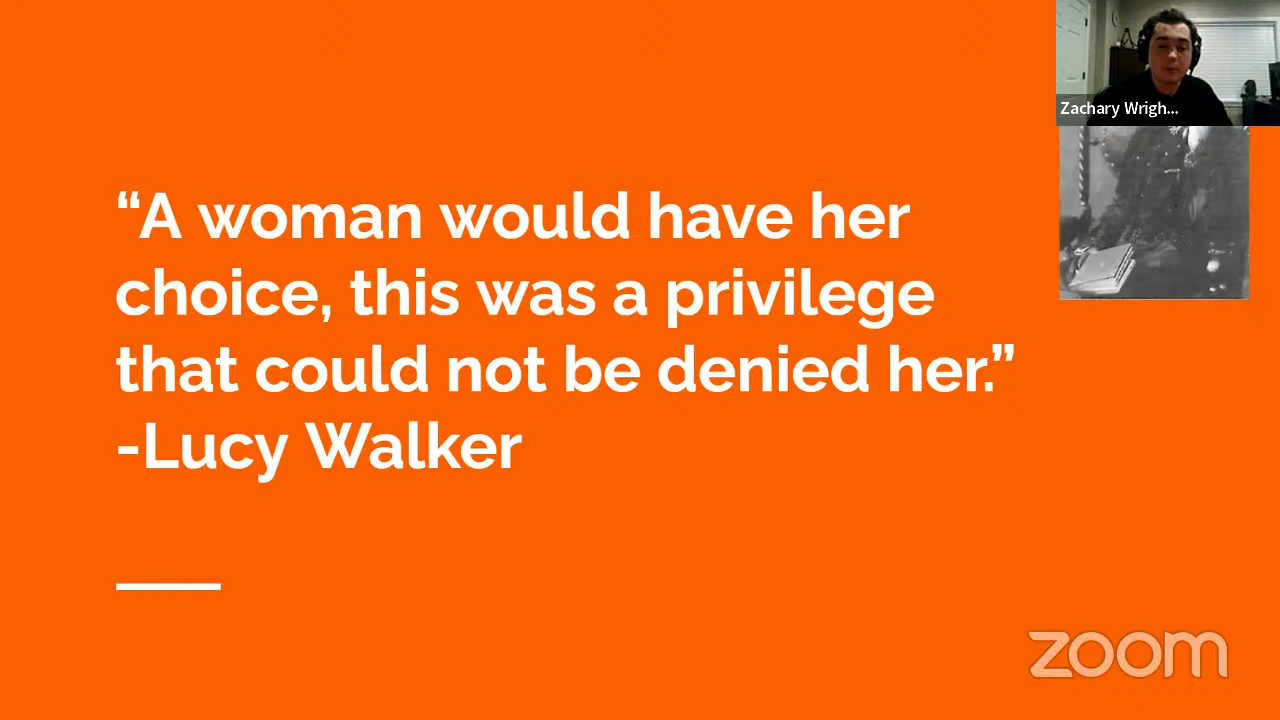 Zachary Wrigh...
“A woman would have her
choice, this was a privilege
that could not be denied her.”
-Lucy Walker
zoom